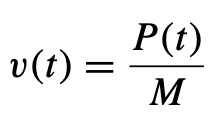 v(t) = P(t) / M